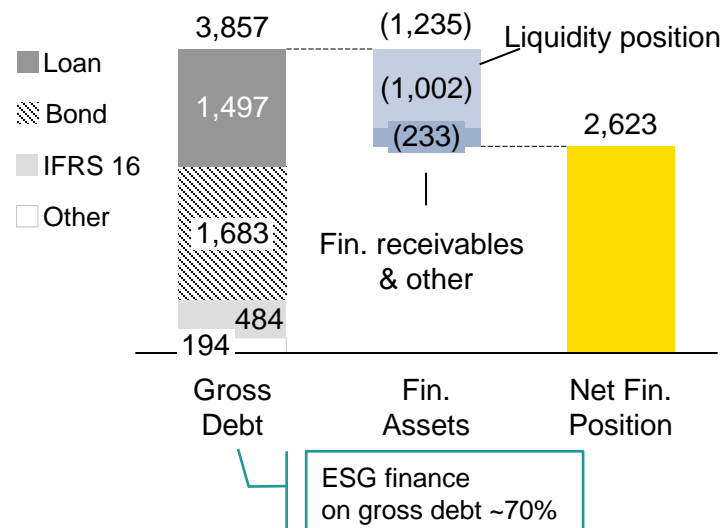 3,857
(1,235)
Liquidity position
Loan
Bond
IFRS 16
Other
1,497
1,683
484
194
(1,002)
(233)
2,623
Fin. receivables
& other
Gross
Debt
Fin.
Assets
Net Fin.
Position
ESG finance
on gross debt ~70%